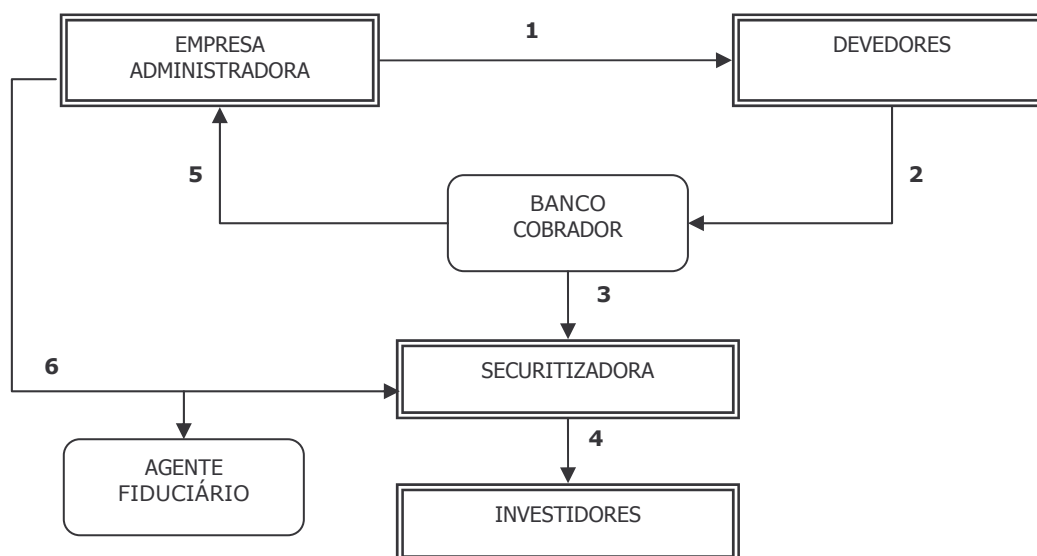 EMPRESA
ADMINISTRADORA
1
DEVEDORES
5
2
BANCO
COBRADOR
3
6
SECURITIZADORA
4
AGENTE
FIDUCIÁRIO
INVESTIDORES